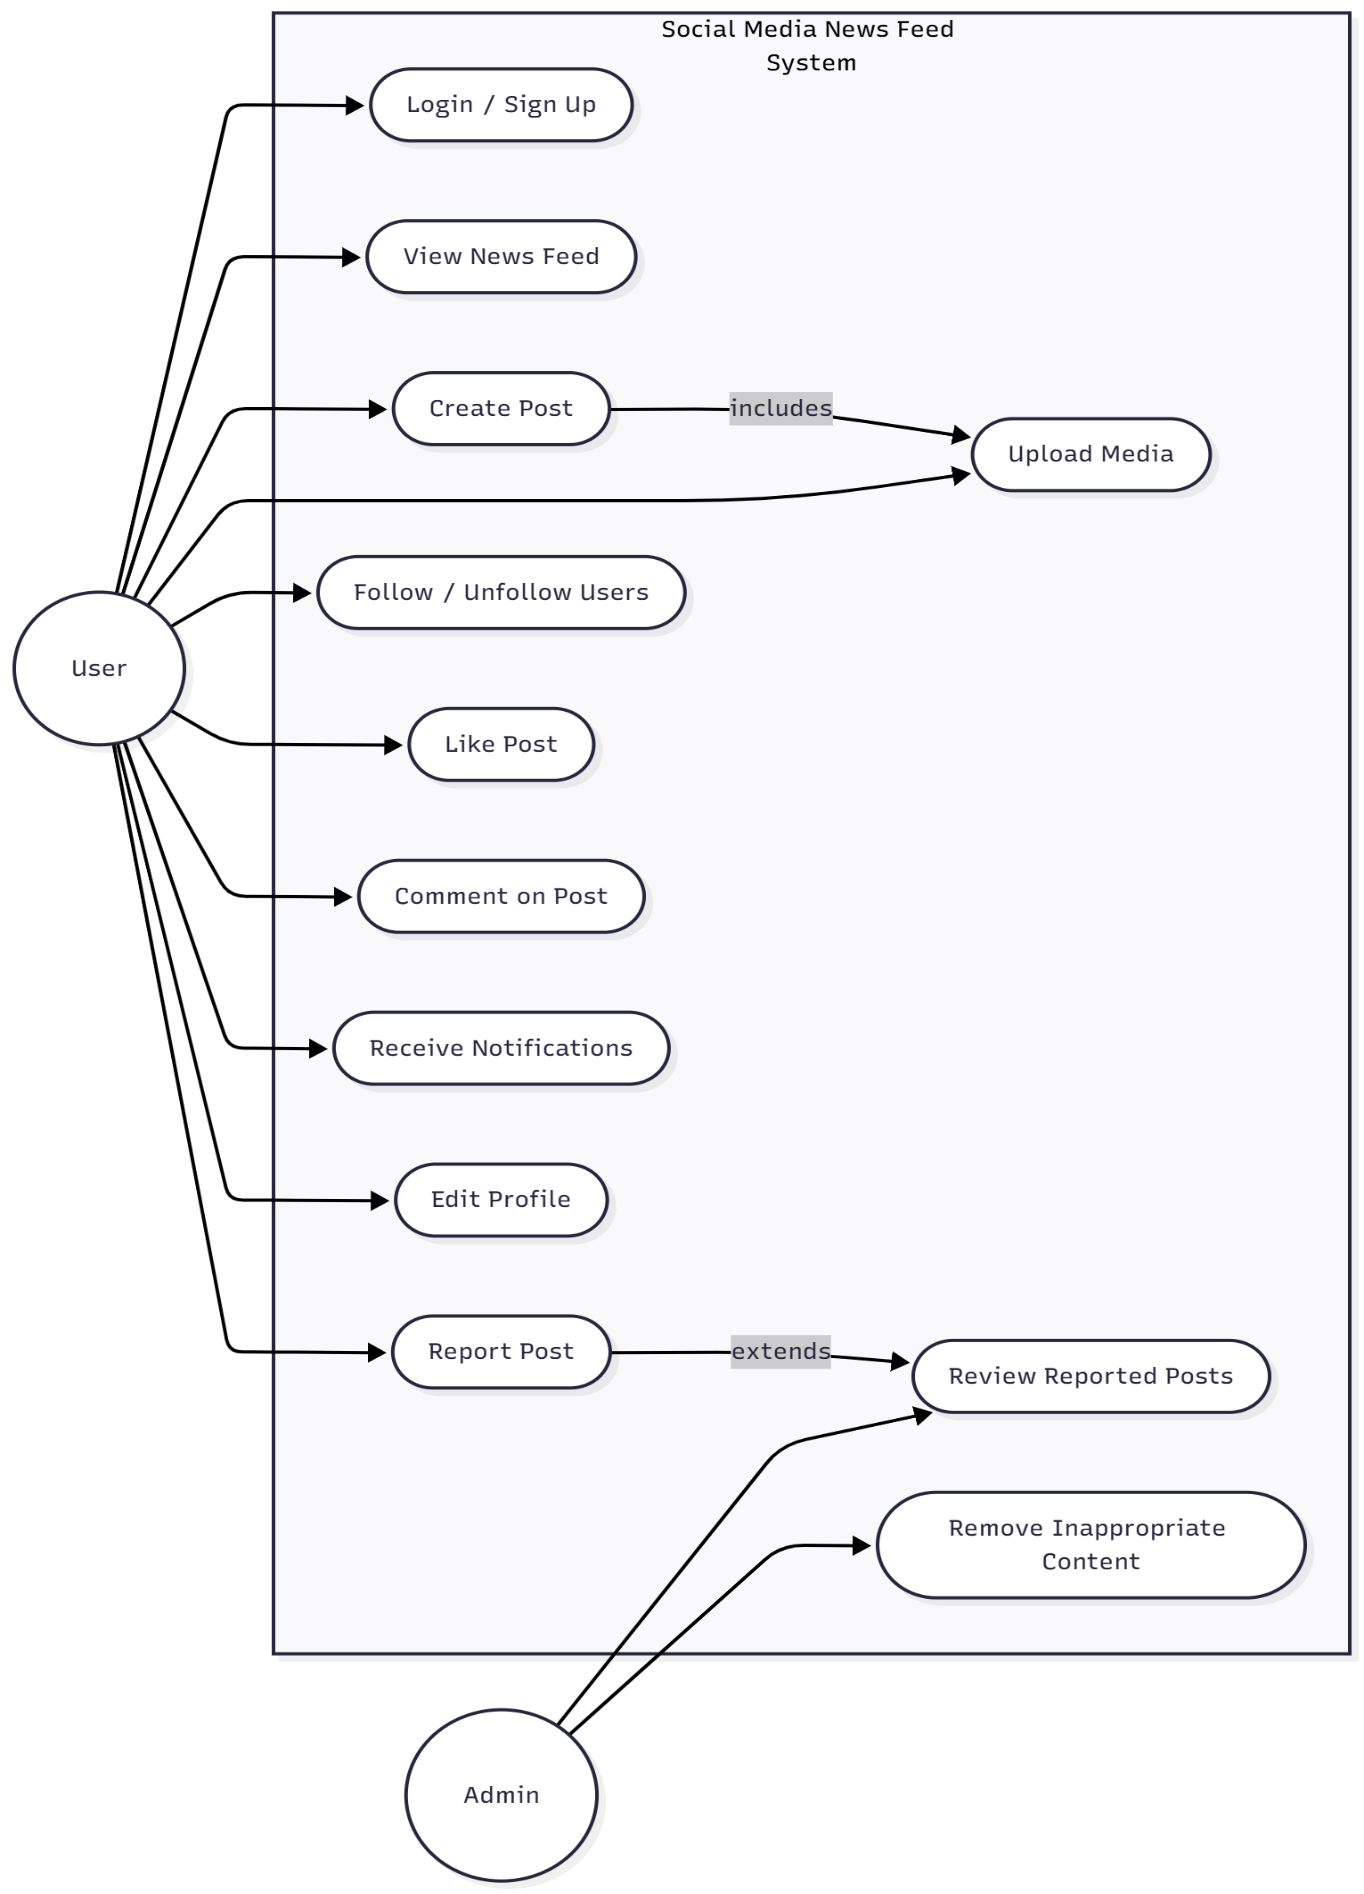 Social Media News Feed
System
Login / Sign Up
View News Feed
Create Post
includes
Upload Media
Follow / Unfollow Users
User
Like Post
Comment on Post
Receive Notifications
Edit Profile
Report Post
extends
Review Reported Posts
Remove Inappropriate
Content
Admin